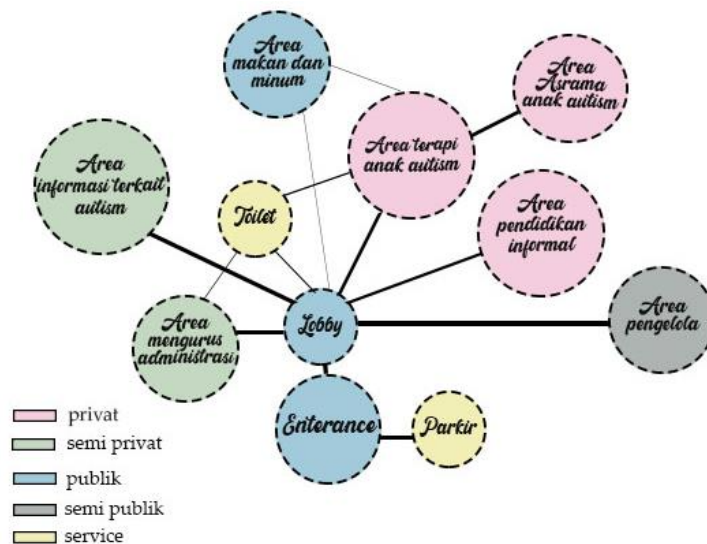 Area
makan dan
minum
Area
Asrama
anak autism
Area terapi
anak autism
Area
informasi terkait
autism
Toilet
Area
pendidikan
informal
Area
mengurus
administrasi
Lobby
Area
pengelola
Enterance
Parkir
privat
semi privat
publik
semi publik
service